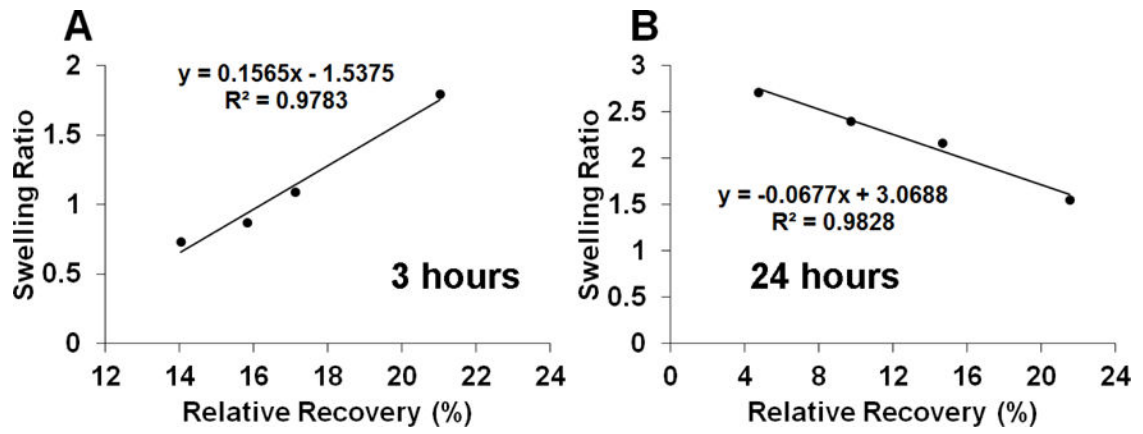 A
y = 0.1565x - 1.5375
R² = 0.9783
Swelling Ratio
2
1.5
1
0.5
0
3 hours
12 14 16 18 20 22 24
Relative Recovery (%)
B
Swelling Ratio
3
2.5
2
1.5
1
0.5
0
y = -0.0677x + 3.0688
R² = 0.9828
24 hours
0 4 8 12 16 20 24
Relative Recovery (%)